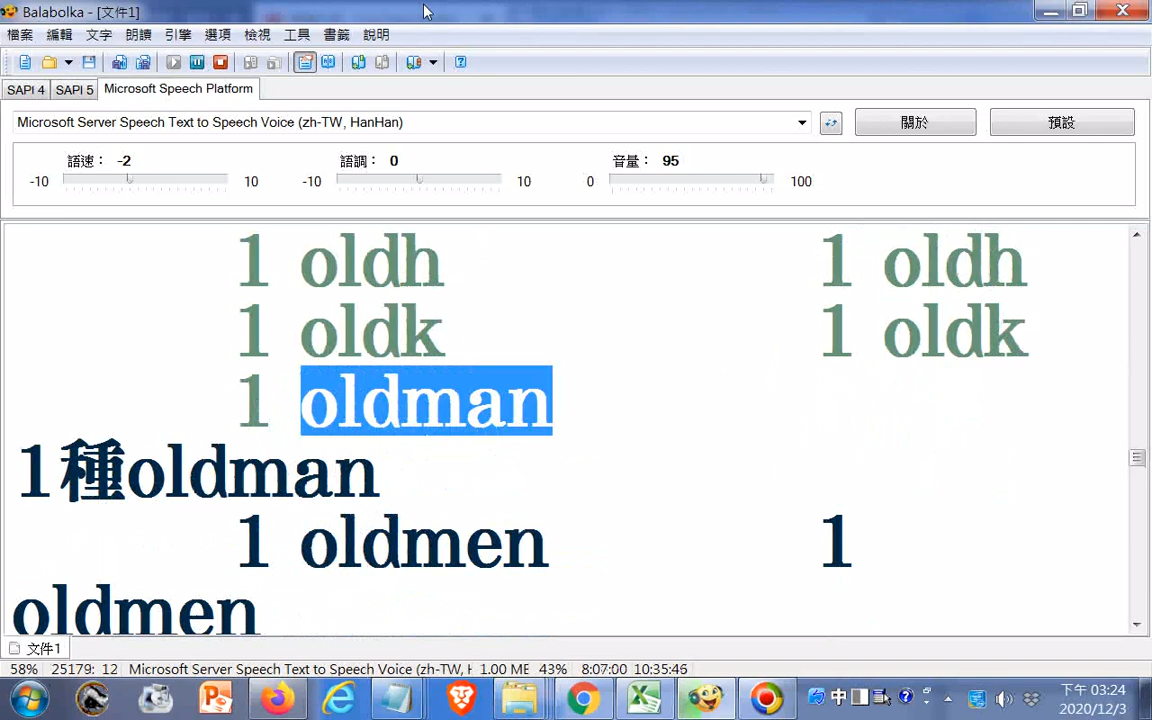 Balabolka - [文件1]
檔案 編輯 文字 朗讀 引擎 選項 檢視 工具 書籤 說明
SAPI 4 SAPI 5 Microsoft Speech Platform
Microsoft Server Speech Text to Speech Voice (zh-TW, HanHan) 關於 預設
語速： -2 語調： 0 音量： 95
-10 10 -10 10 0 100
1 oldh 1 oldh
1 oldk 1 oldk
1 oldman
1種oldman
1 oldmen 1
oldmen
文件1
58% 25179: 12 Microsoft Server Speech Text to Speech Voice (zh-TW, 1.00 ME 43% 8:07:00 10:35:46
中 下午 03:24
2020/12/3